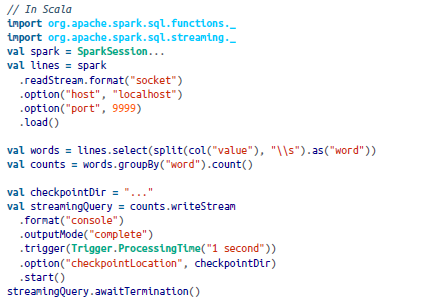 // In Scala
import org.apache.spark.sql.functions._
import org.apache.spark.sql.streaming._
val spark = SparkSession...
val lines = spark
  .readStream.format("socket")
  .option("host", "localhost")
  .option("port", 9999)
  .load()

val words = lines.select(split(col("value"), "\\s").as("word"))
val counts = words.groupBy("word").count()

val checkpointDir = "..."
val streamingQuery = counts.writeStream
  .format("console")
  .outputMode("complete")
  .trigger(Trigger.ProcessingTime("1 second"))
  .option("checkpointLocation", checkpointDir)
  .start()
streamingQuery.awaitTermination()